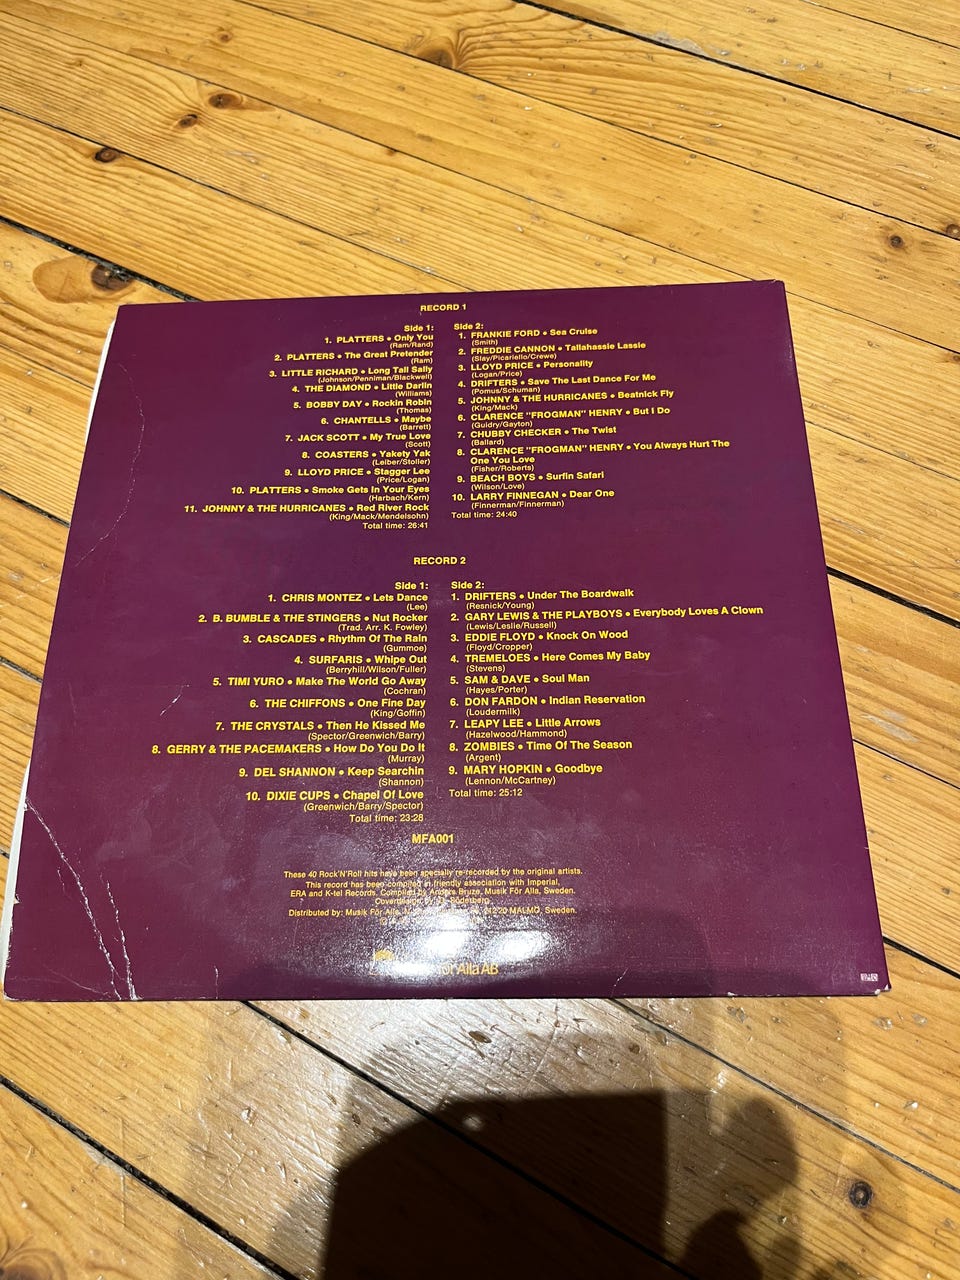 RECORD 1
Side 1:
1. PLATTERS • Only You
(Ram/Rand)
2. PLATTERS • The Great Pretender
(Ram)
3. LITTLE RICHARD • Long Tall Sally
(Johnson/Penniman/Blackwell)
4. THE DIAMOND • Little Darlin
(Williams)
5. BOBBY DAY • Rockin Robin
(Thomas)
6. CHANTELLS • Maybe
(Barrett)
7. JACK SCOTT • My True Love
(Scott)
8. COASTERS • Yakety Yak
(Leiber/Stoller)
9. LLOYD PRICE • Stagger Lee
(Price/Logan)
10. PLATTERS • Smoke Gets In Your Eyes
(Harbach/Kern)
11. JOHNNY & THE HURRICANES • Red River Rock
(King/Mack/Mendelsohn)
Total time: 26:41
Side 2:
1. FRANKIE FORD • Sea Cruise
(Smith)
2. FREDDIE CANNON • Tallahassie Lassie
(Slay/Picariello/Crewe)
3. LLOYD PRICE • Personality
(Logan/Price)
4. DRIFTERS • Save The Last Dance For Me
(Pomus/Schuman)
5. JOHNNY & THE HURRICANES • Beatnick Fly
(King/Mack)
6. CLARENCE "FROGMAN" HENRY • But I Do
(Guidry/Gayton)
7. CHUBBY CHECKER • The Twist
(Ballard)
8. CLARENCE "FROGMAN" HENRY • You Always Hurt The
One You Love
(Fisher/Roberts)
9. BEACH BOYS • Surfin Safari
(Wilson/Love)
10. LARRY FINNEGAN • Dear One
(Finnerman/Finnerman)
Total time: 24:40
RECORD 2
Side 1:
1. CHRIS MONTEZ • Lets Dance
(Lee)
2. B. BUMBLE & THE STINGERS • Nut Rocker
(Trad. Arr. K. Fowley)
3. CASCADES • Rhythm Of The Rain
(Gummoe)
4. SURFARIS • Whipe Out
(Berryhill/Wilson/Fuller)
5. TIMI YURO • Make The World Go Away
(Cochran)
6. THE CHIFFONS • One Fine Day
(King/Goffin)
7. THE CRYSTALS • Then He Kissed Me
(Spector/Greenwich/Barry)
8. GERRY & THE PACEMAKERS • How Do You Do It
(Murray)
9. DEL SHANNON • Keep Searchin
(Shannon)
10. DIXIE CUPS • Chapel Of Love
(Greenwich/Barry/Spector)
Total time: 23:28
Side 2:
1. DRIFTERS • Under The Boardwalk
(Resnick/Young)
2. GARY LEWIS & THE PLAYBOYS • Everybody Loves A Clown
(Lewis/Leslie/Russell)
3. EDDIE FLOYD • Knock On Wood
(Floyd/Cropper)
4. TREMELOES • Here Comes My Baby
(Stevens)
5. SAM & DAVE • Soul Man
(Hayes/Porter)
6. DON FARDON • Indian Reservation
(Loudermilk)
7. LEAPY LEE • Little Arrows
(Hazelwood/Hammond)
8. ZOMBIES • Time Of The Season
(Argent)
9. MARY HOPKIN • Goodbye
(Lennon/McCartney)
Total time: 25:12
MFA001
These 40 Rock'N'Roll hits have been specially re-recorded by the original artists.
This record has been compiled in friendly association with Imperial,
ERA and K-tel Records. Compiled by Anders Bruze, Musik För Alla, Sweden.
Coverdesign by Söderberg.
Distributed by: Musik För Alla, 212 20 MALMÖ, Sweden.
Alla AB